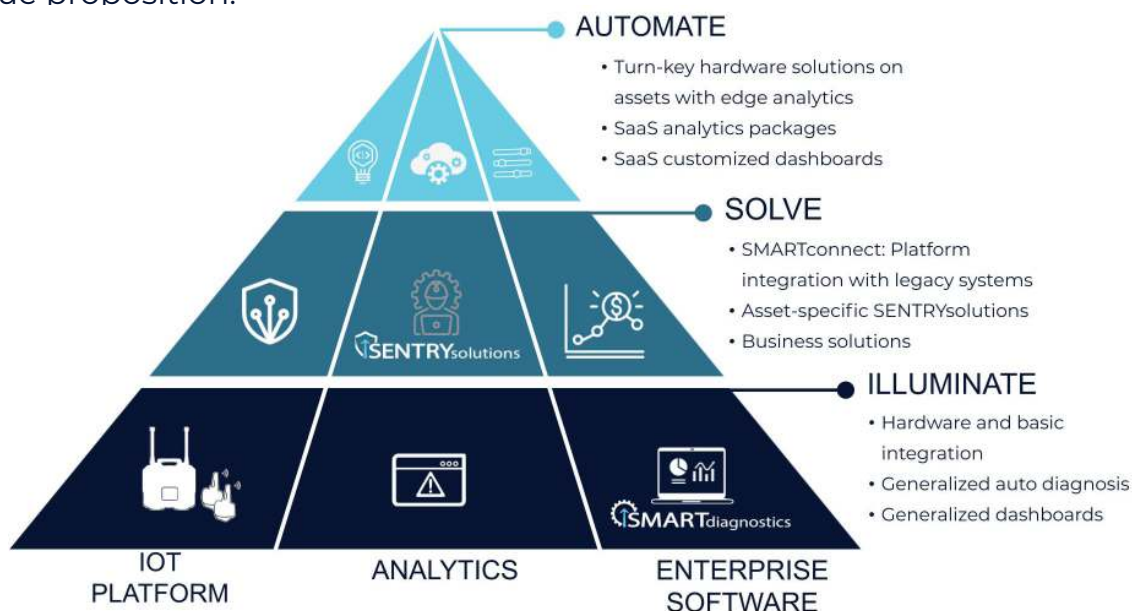 AUTOMATE
• Turn-key hardware solutions on
assets with edge analytics
• SaaS analytics packages
• SaaS customized dashboards
SOLVE
• SMARTconnect: Platform
integration with legacy systems
• Asset-specific SENTRYsolutions
• Business solutions
SENTRYsolutions
ILLUMINATE
• Hardware and basic
integration
• Generalized auto diagnosis
• Generalized dashboards
SMARTdiagnostics
IOT
PLATFORM
ANALYTICS
ENTERPRISE
SOFTWARE